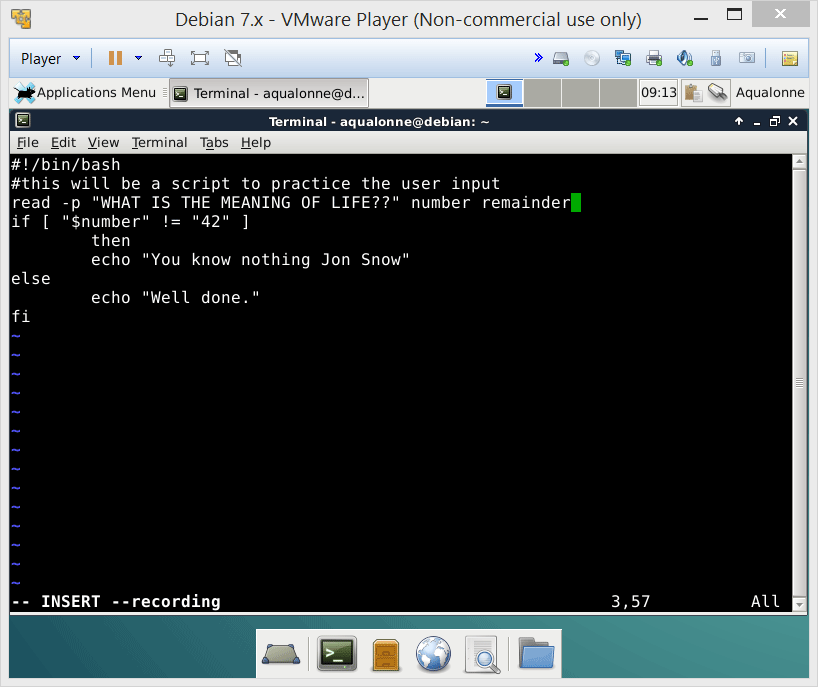 Debian 7.x - VMware Player (Non-commercial use only)
Player
Applications Menu
Terminal - aqualonne@d...
09:13
Aqualonne
Terminal - aqualonne@debian: ~
File Edit View Terminal Tabs Help
#!/bin/bash
#this will be a script to practice the user input
read -p "WHAT IS THE MEANING OF LIFE??" number remainder
if [ "$number" != "42" ]
        then
        echo "You know nothing Jon Snow"
else
        echo "Well done."
fi
~
~
~
~
~
~
~
~
~
~
~
~
~
~
-- INSERT --recording 3,57 All